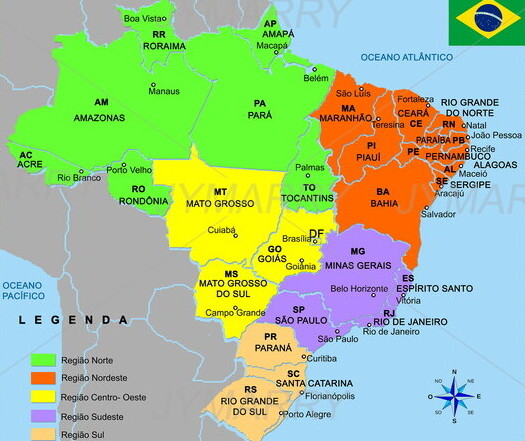 JYMARRY
Boa Vista
RR
RORAIMA
AP
AMAPÁ
Macapá
OCEANO ATLÂNTICO
Belém
AM
AMAZONAS
Manaus
PA
PARÁ
São Luís
MA
MARANHÃO
Teresina
Fortaleza
CEARÁ
CE
RIO GRANDE
DO NORTE
RN
Natal
João Pessoa
PARAÍBA
PB
Recife
PE
PERNAMBUCO
AL
ALAGOAS
Maceió
SE
SERGIPE
Aracajú
PI
PIAUÍ
AC
ACRE
Rio Branco
Porto Velho
RO
RONDÔNIA
Palmas
TO
TOCANTINS
BA
BAHIA
Salvador
JYMARRY
JYMARRY
MT
MATO GROSSO
Cuiabá
Brasília
DF
GO
GOIÁS
Goiânia
MG
MINAS GERAIS
Belo Horizonte
ES
ESPÍRITO SANTO
Vitória
MS
MATO GROSSO
DO SUL
Campo Grande
OCEANO
PACÍFICO
SP
SÃO PAULO
São Paulo
RJ
RIO DE JANEIRO
Rio de Janeiro
PR
PARANÁ
Curitiba
SC
SANTA CATARINA
Florianópolis
RS
RIO GRANDE
DO SUL
Porto Alegre
LEGENDA
Região Norte
Região Nordeste
Região Centro- Oeste
Região Sudeste
Região Sul
N
NO
NE
O
SO
SE
S